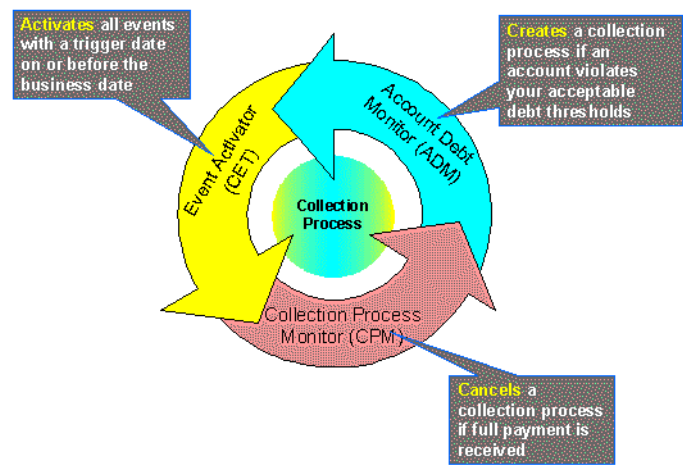 Activates all events
with a trigger date
on or before the
business date
Creates a collection
process if an
account violates
your acceptable
debt thresholds
Event Activator
(CET)
Account Debt
Monitor (ADM)
Collection
Process
Collection Process
Monitor (CPM)
Cancels a
collection process
if full payment is
received